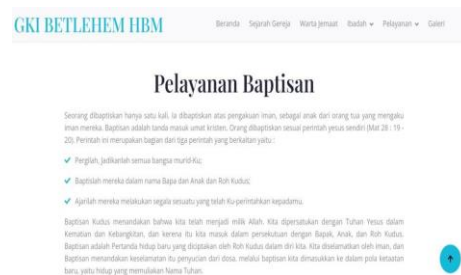 GKI BETLEHEM HBM
Beranda Sejarah Gereja Warta Jemaat Ibadah Pelayanan Galeri
Pelayanan Baptisan
Seorang dibaptiskan hanya satu kali, ia dibaptiskan atas pengakuan iman, sebagai anak dari orang tua yang mengaku
iman mereka. Baptisan adalah tanda masuk umat kristen, Orang dibaptiskan sesuai perintah yesus sendiri (Mat 28 : 19 -
20). Perintah ini merupakan bagian dari tiga perintah yang berkaitan yaitu :
Pergilah, Jadikanlah semua bangsa murid-Ku;
Baptislah mereka dalam nama Bapa dan Anak dan Roh Kudus;
Ajarilah mereka melakukan segala sesuatu yang telah Ku-perintahkan kepadamu.
Baptisan Kudus menandakan bahwa kita telah menjadi milik Allah. Kita dipersatukan dengan Tuhan Yesus dalam
Kematian dan Kebangkitan, dan kerena itu kita masuk dalam persekutuan dengan Bapak, Anak, dan Roh Kudus.
Baptisan adalah Pertanda hidup baru yang diciptakan oleh Roh Kudus dalam diri kita. Kita diselamatkan oleh iman, dan
Baptisan menandakan keselamatan itu penyucian dari dosa. melalui baptisan kita dimasukkan ke dalam pola ketaatan
baru, yaitu hidup yang memuliakan Nama Tuhan.